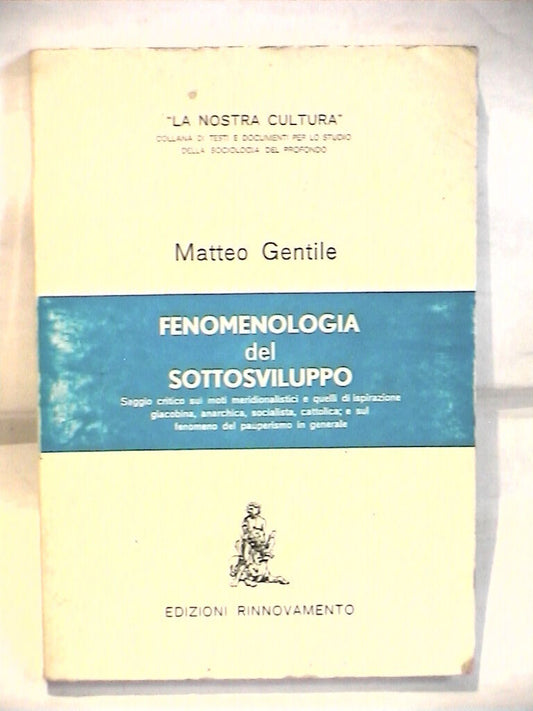 "LA NOSTRA CULTURA"
COLLANA DI TESTI E DOCUMENTI PER LO STUDIO
DELLA SOCIOLOGIA DEL PROFONDO
Matteo Gentile
FENOMENOLOGIA
del
SOTTOSVILUPPO
Saggio critico sui moti meridionalistici e quelli di ispirazione
giacobina, anarchica, socialista, cattolica; e sul
fenomeno del pauperismo in generale
EDIZIONI RINNOVAMENTO